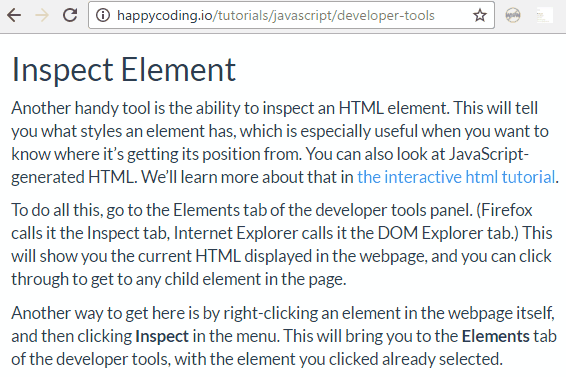 happycoding.io/tutorials/javascript/developer-tools
Inspect Element
Another handy tool is the ability to inspect an HTML element. This will tell
you what styles an element has, which is especially useful when you want to
know where it’s getting its position from. You can also look at JavaScript-
generated HTML. We’ll learn more about that in the interactive html tutorial.
To do all this, go to the Elements tab of the developer tools panel. (Firefox
calls it the Inspect tab, Internet Explorer calls it the DOM Explorer tab.) This
will show you the current HTML displayed in the webpage, and you can click
through to get to any child element in the page.
Another way to get here is by right-clicking an element in the webpage itself,
and then clicking Inspect in the menu. This will bring you to the Elements tab
of the developer tools, with the element you clicked already selected.